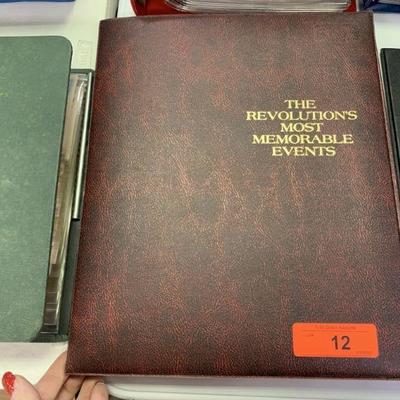 THE
REVOLUTION'S
MOST
MEMORABLE
EVENTS
12